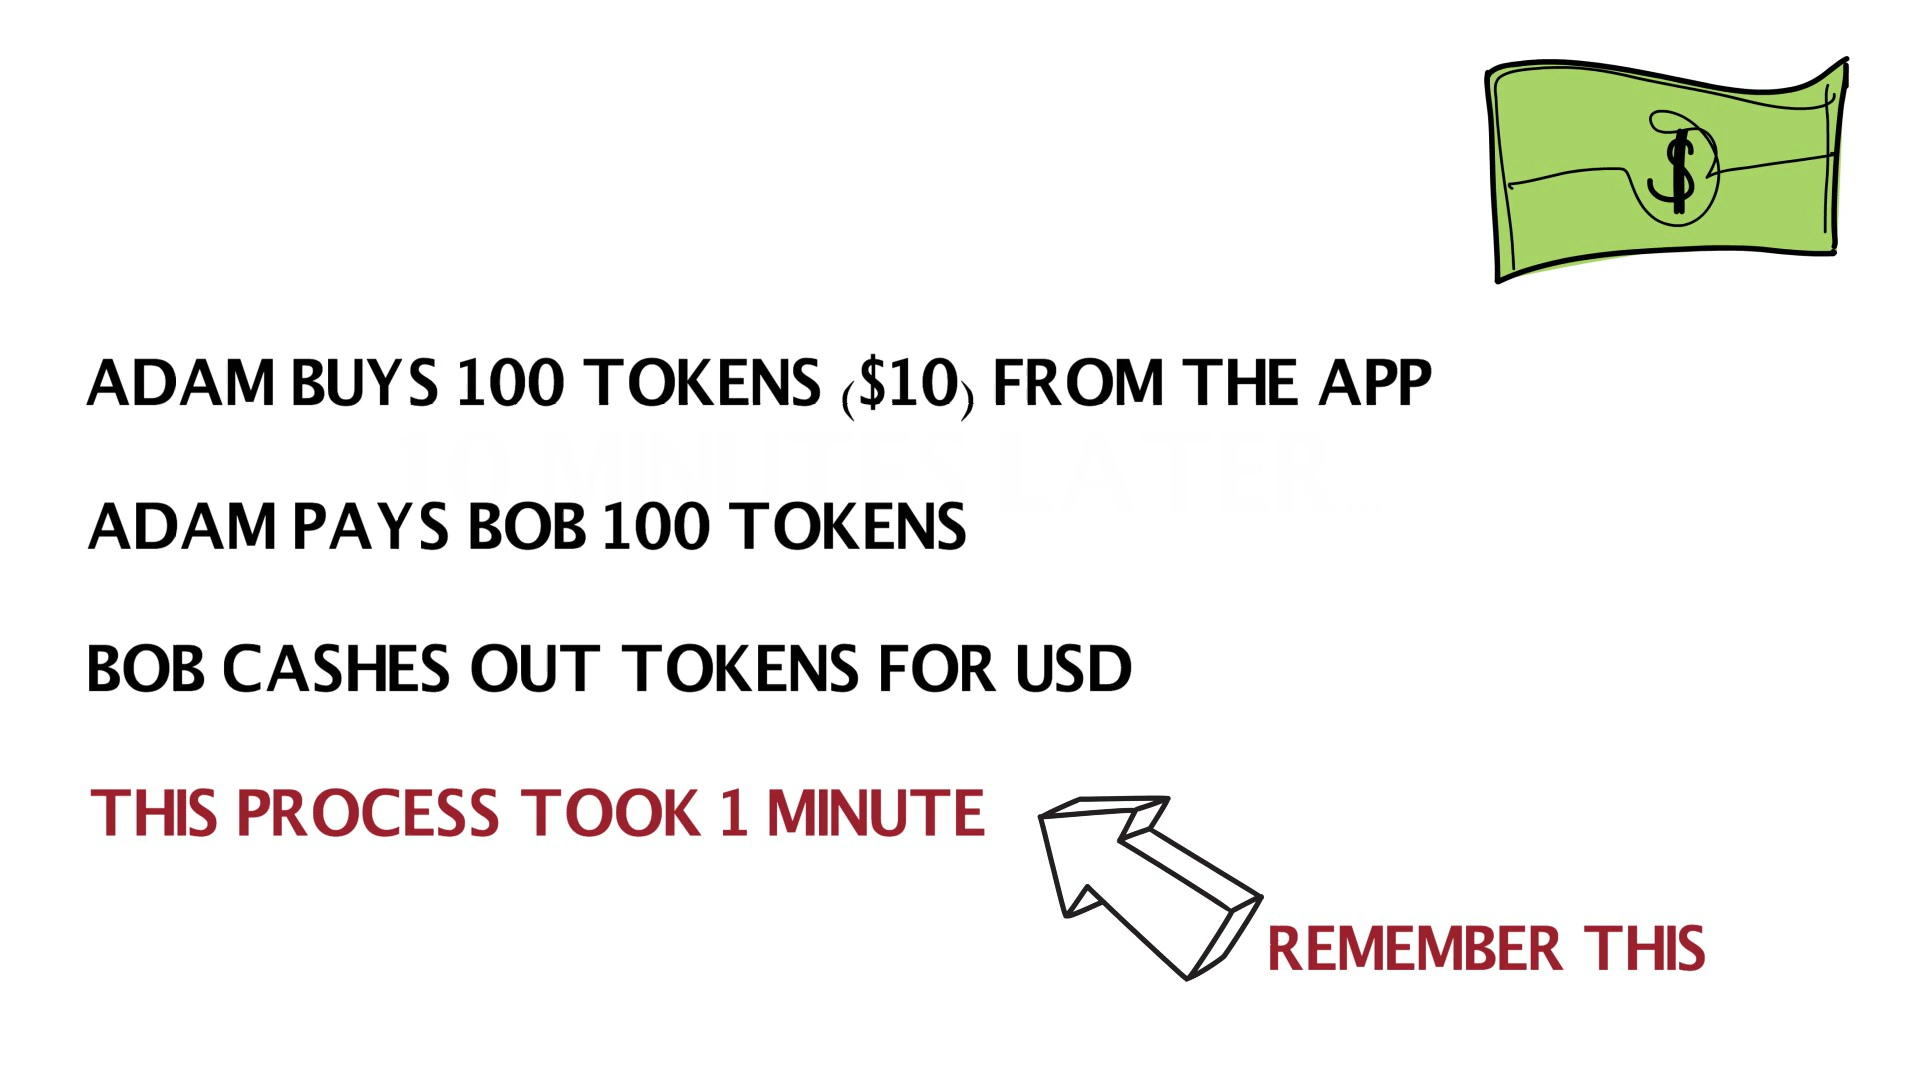 ADAM BUYS 100 TOKENS ($10) FROM THE APP
ADAM PAYS BOB 100 TOKENS
BOB CASHES OUT TOKENS FOR USD
THIS PROCESS TOOK 1 MINUTE
REMEMBER THIS
$